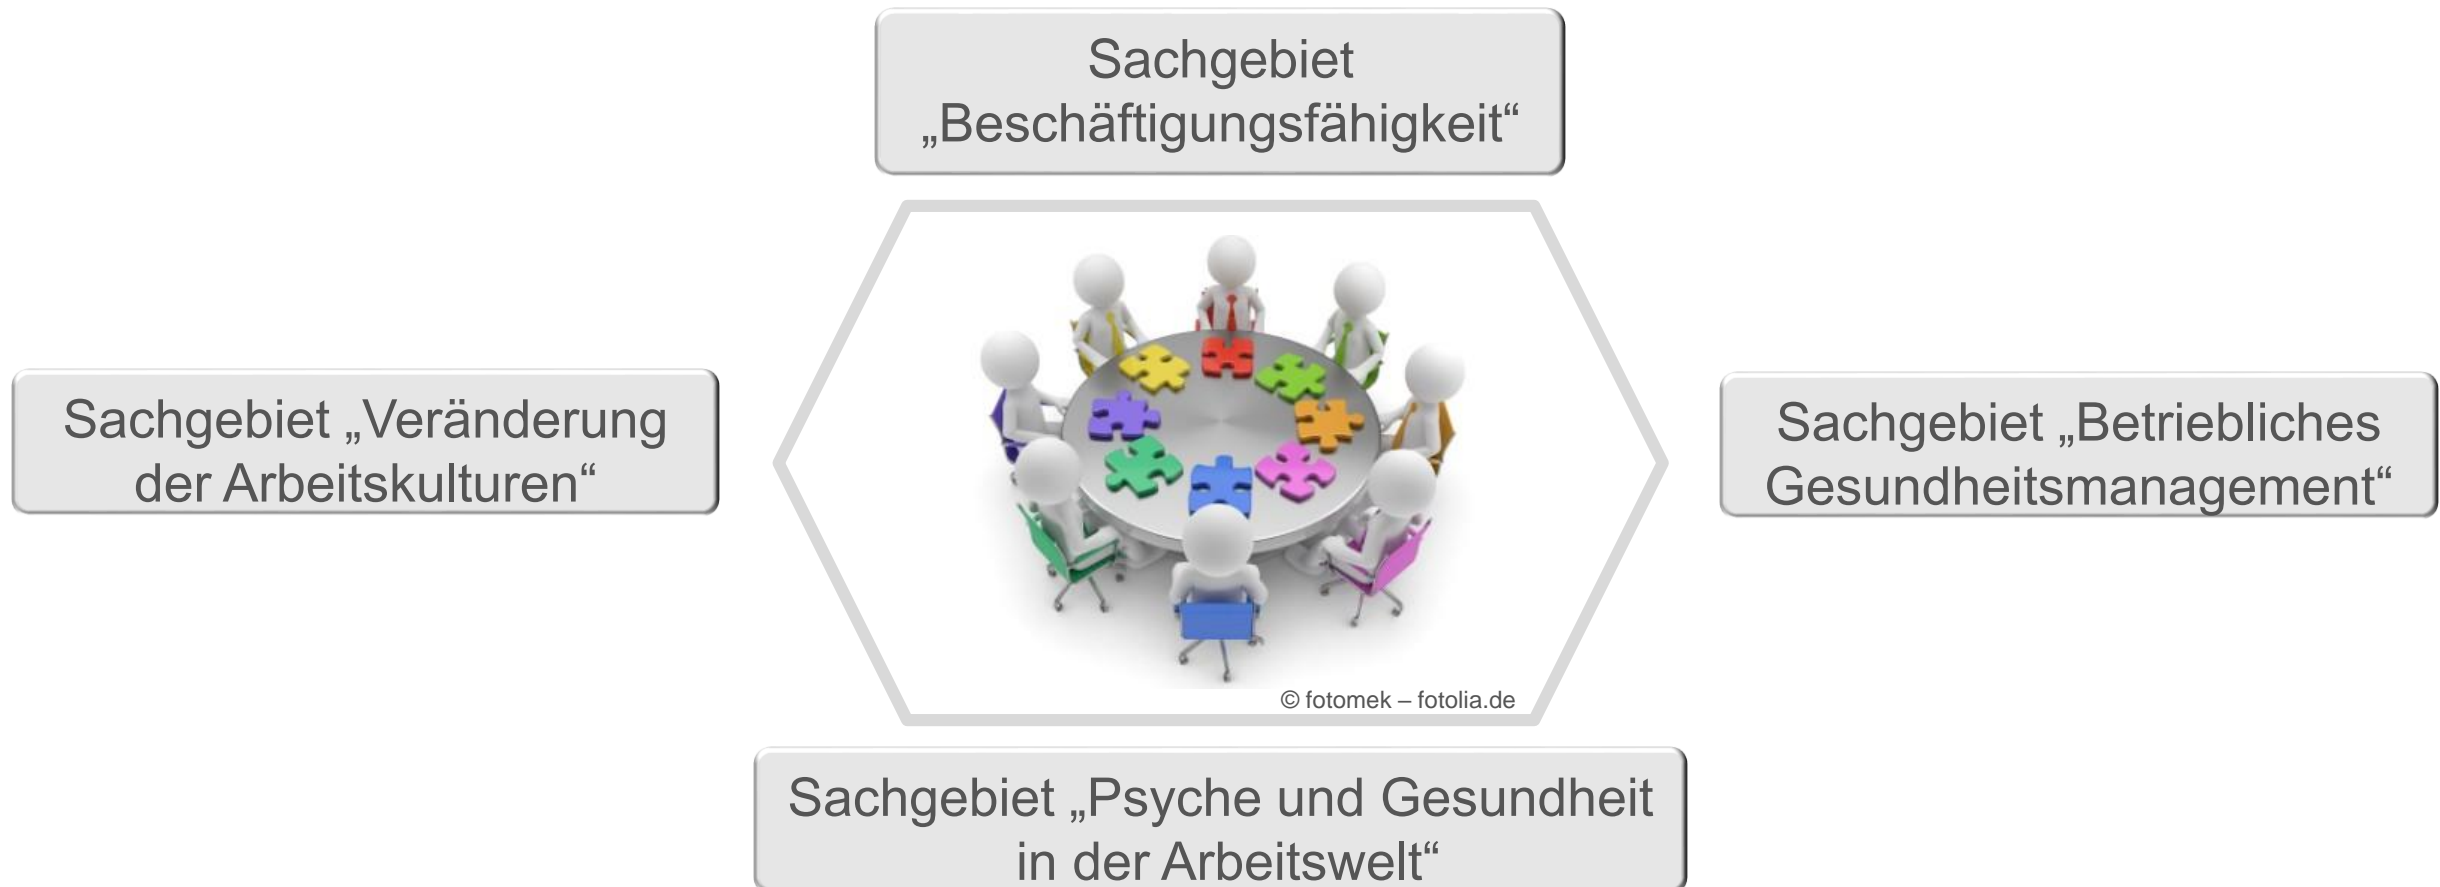 Sachgebiet
„Beschäftigungsfähigkeit“
Sachgebiet „Veränderung
der Arbeitskulturen“
Sachgebiet „Betriebliches
Gesundheitsmanagement“
© fotomek – fotolia.de
Sachgebiet „Psyche und Gesundheit
in der Arbeitswelt“